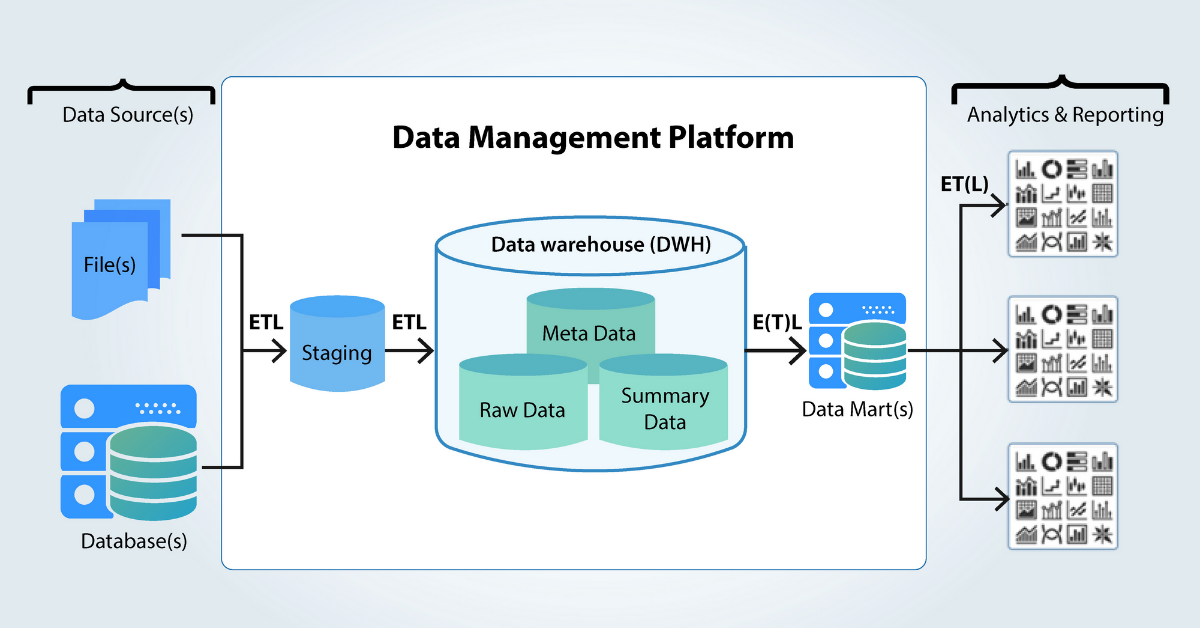 Data Source(s)
Data Management Platform
Analytics & Reporting
File(s)
Database(s)
ETL
Staging
ETL
Data warehouse (DWH)
Meta Data
Raw Data
Summary
Data
E(T)L
Data Mart(s)
ET(L)